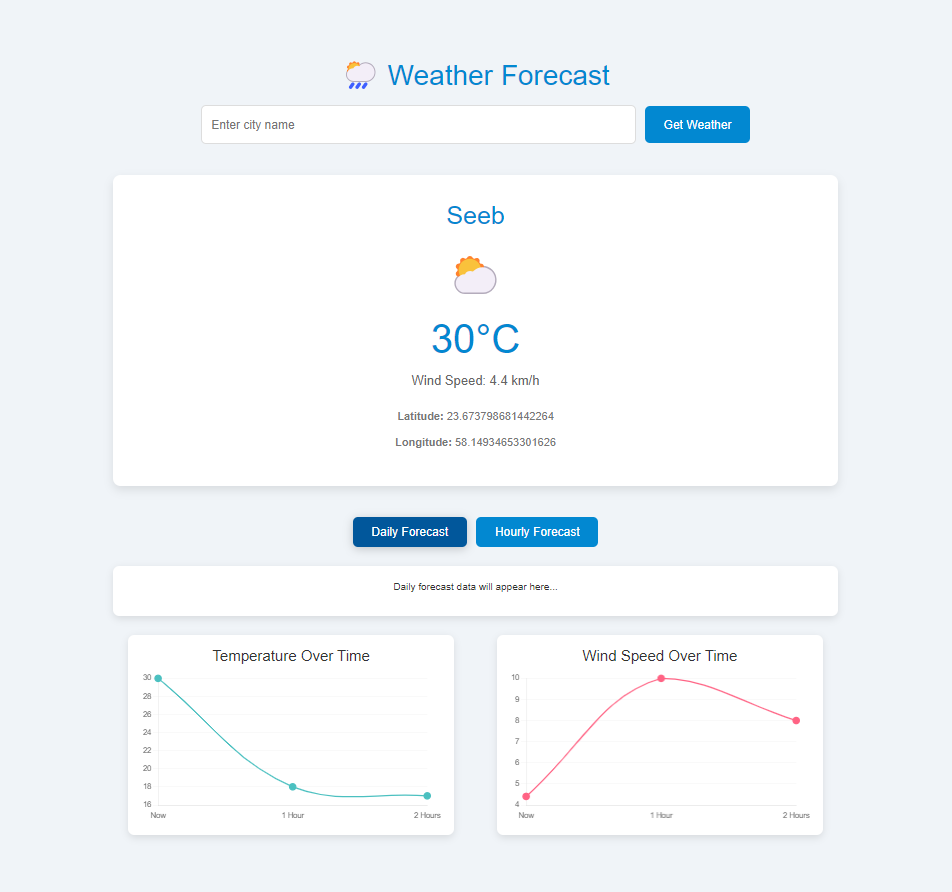 Weather Forecast
Enter city name
Get Weather
Seeb
30°C
Wind Speed: 4.4 km/h
Latitude: 23.673798681442264
Longitude: 58.14934653301626
Daily Forecast
Hourly Forecast
Daily forecast data will appear here...
Temperature Over Time
30
28
26
24
22
20
18
16
Now 1 Hour 2 Hours
Wind Speed Over Time
10
9
8
7
6
5
4
Now 1 Hour 2 Hours